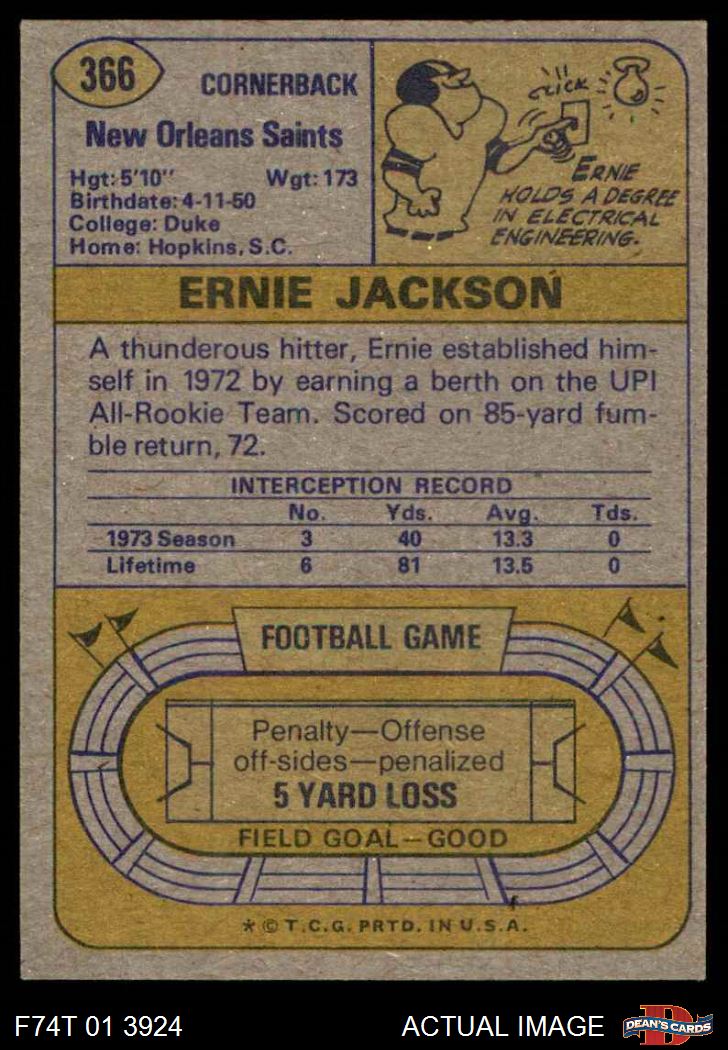 366
CORNERBACK
New Orleans Saints
Hgt: 5'10" Wgt: 173
Birthdate: 4-11-50
College: Duke
Home: Hopkins, S.C.
CLICK
ERNIE
HOLDS A DEGREE
IN ELECTRICAL
ENGINEERING.
ERNIE JACKSON
A thunderous hitter, Ernie established him-
self in 1972 by earning a berth on the UPI
All-Rookie Team. Scored on 85-yard fum-
ble return, 72.
INTERCEPTION RECORD
No. Yds. Avg. Tds.
1973 Season 3 40 13.3 0
Lifetime 6 81 13.5 0
FOOTBALL GAME
Penalty—Offense
off-sides—penalized
5 YARD LOSS
FIELD GOAL—GOOD
* © T.C.G. PRTD. IN U.S.A.
F74T 01 3924 ACTUAL IMAGE
D
DEAN'S CARDS